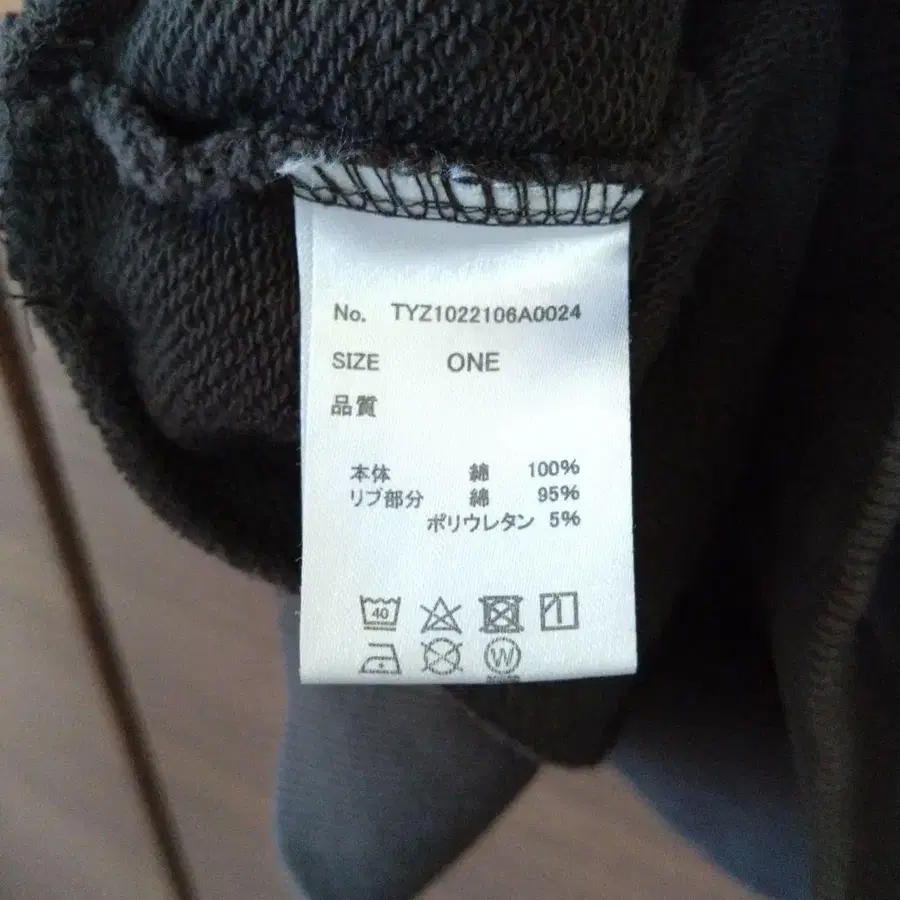 No. TYZ1022106A0024
SIZE ONE
品質
本体 綿 100%
リブ部分 綿 95%
ポリウレタン 5%
40
W